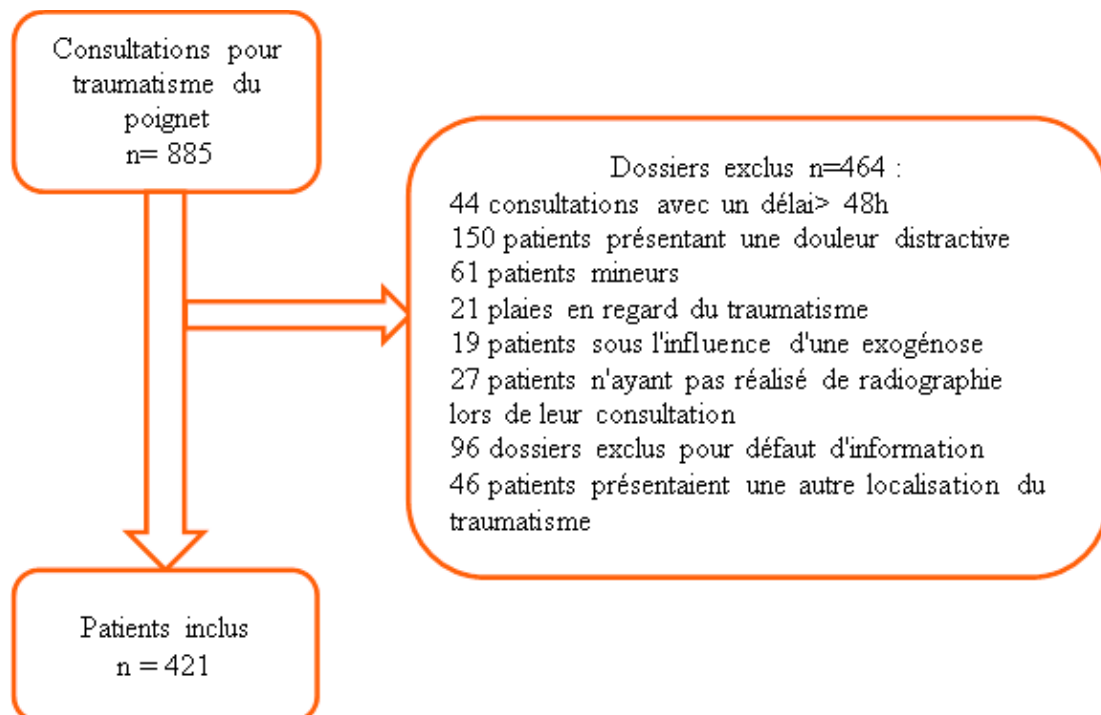 Consultations pour
traumatisme du
poignet
n= 885
Dossiers exclus n=464 :
44 consultations avec un délai> 48h
150 patients présentant une douleur distractive
61 patients mineurs
21 plaies en regard du traumatisme
19 patients sous l'influence d'une exogénose
27 patients n'ayant pas réalisé de radiographie
lors de leur consultation
96 dossiers exclus pour défaut d'information
46 patients présentaient une autre localisation du
traumatisme
Patients inclus
n = 421